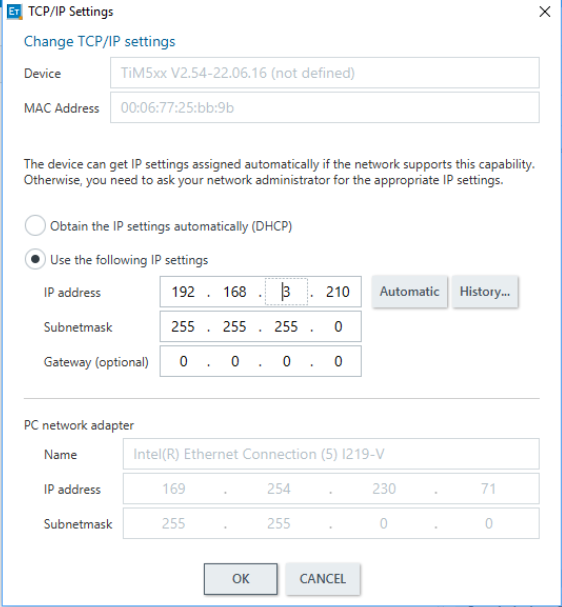 ET TCP/IP Settings
Change TCP/IP settings
Device TiM5xx V2.54-22.06.16 (not defined)
MAC Address 00:06:77:25:bb:9b
The device can get IP settings assigned automatically if the network supports this capability.
Otherwise, you need to ask your network administrator for the appropriate IP settings.
Obtain the IP settings automatically (DHCP)
Use the following IP settings
IP address 192 . 168 . 3 . 210 Automatic History...
Subnetmask 255 . 255 . 255 . 0
Gateway (optional) 0 . 0 . 0 . 0
PC network adapter
Name Intel(R) Ethernet Connection (5) I219-V
IP address 169 . 254 . 230 . 71
Subnetmask 255 . 255 . 0 . 0
OK CANCEL